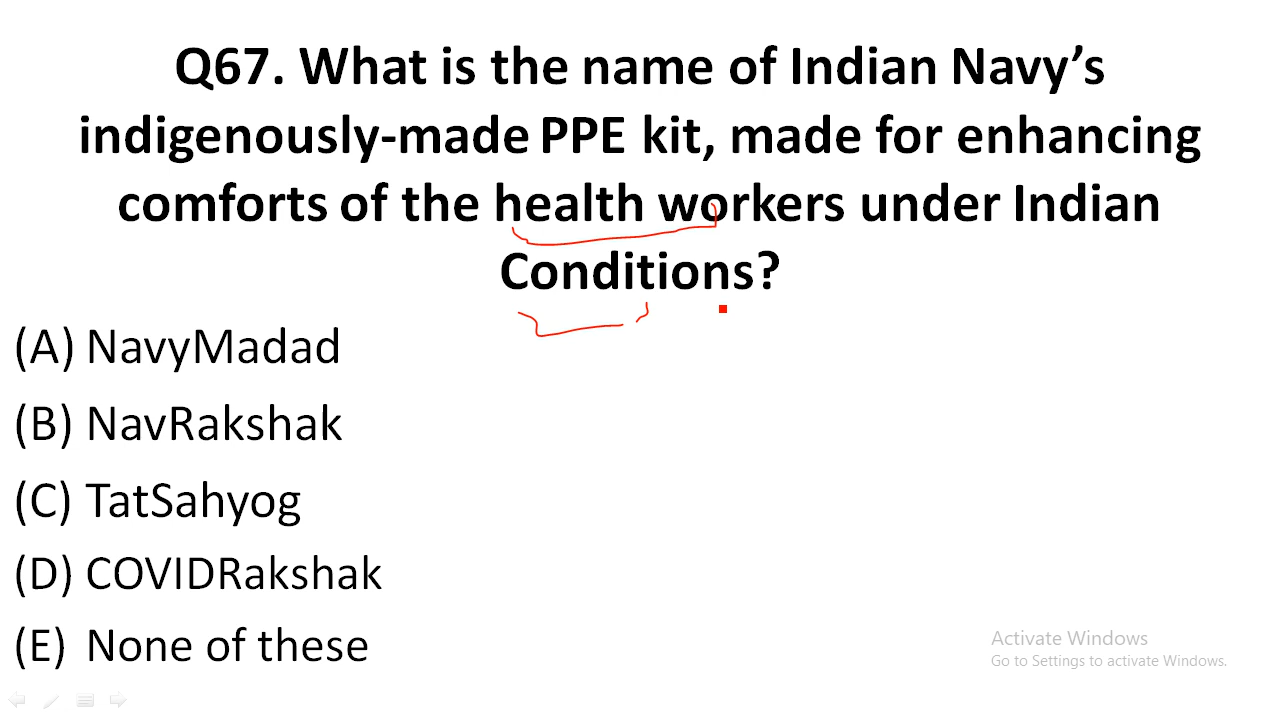 Q67. What is the name of Indian Navy’s
indigenously-made PPE kit, made for enhancing
comforts of the health workers under Indian
Conditions?
(A) NavyMadad
(B) NavRakshak
(C) TatSahyog
(D) COVIDRakshak
(E) None of these
Activate Windows
Go to Settings to activate Windows.